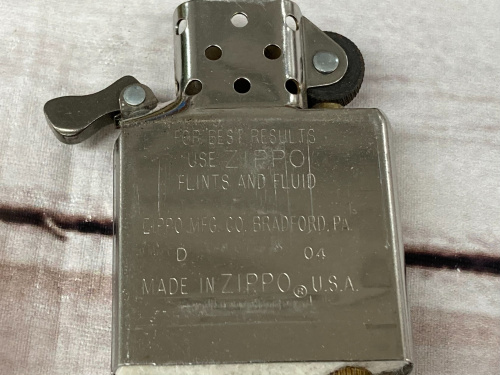 FOR BEST RESULTS
USE ZIPPO
FLINTS AND FLUID
ZIPPO MFG. CO. BRADFORD, PA.
D 04
MADE IN ZIPPO® U.S.A.